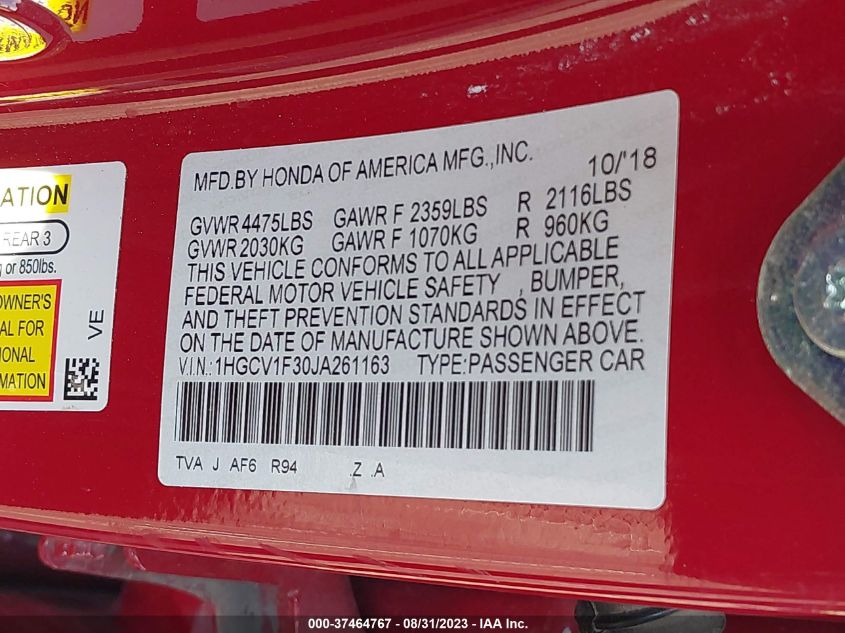 ATION
REAR 3
or 850lbs.
OWNER'S
AL FOR
IONAL
MATION
VE
MFD.BY HONDA OF AMERICA MFG.,INC. 10/'18
GVWR 4475LBS GAWR F 2359LBS R 2116LBS
GVWR 2030KG GAWR F 1070KG R 960KG
THIS VEHICLE CONFORMS TO ALL APPLICABLE
FEDERAL MOTOR VEHICLE SAFETY , BUMPER,
AND THEFT PREVENTION STANDARDS IN EFFECT
ON THE DATE OF MANUFACTURE SHOWN ABOVE.
V.I.N.:1HGCV1F30JA261163 TYPE:PASSENGER CAR
TVA J AF6 R94 .Z .A
000-37464767 / 08/31/2023 / IAA Inc.